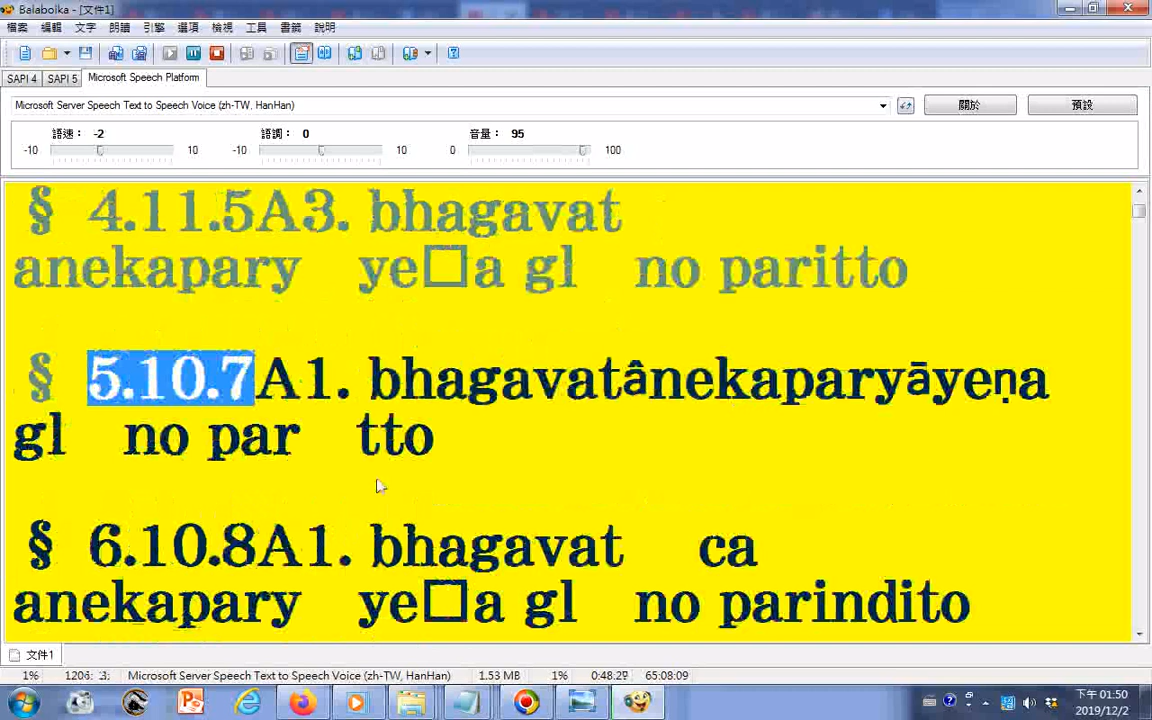 Balabolka - [文件1]
檔案 編輯 文字 朗讀 引擎 選項 檢視 工具 書籤 說明
SAPI 4 SAPI 5 Microsoft Speech Platform
Microsoft Server Speech Text to Speech Voice (zh-TW, HanHan) 關於 預設
語速： -2 語調： 0 音量： 95
-10 10 -10 10 0 100
§ 4.11.5A3. bhagavat
anekapary ye□a gl no paritto
§ 5.10.7A1. bhagavatânekaparyāyeṇa
gl no par tto
§ 6.10.8A1. bhagavat ca
anekapary ye□a gl no parindito
文件1
1% Microsoft Server Speech Text to Speech Voice (zh-TW, HanHan) 1.53 MB 1% 65:08:09
下午 01:50
2019/12/2